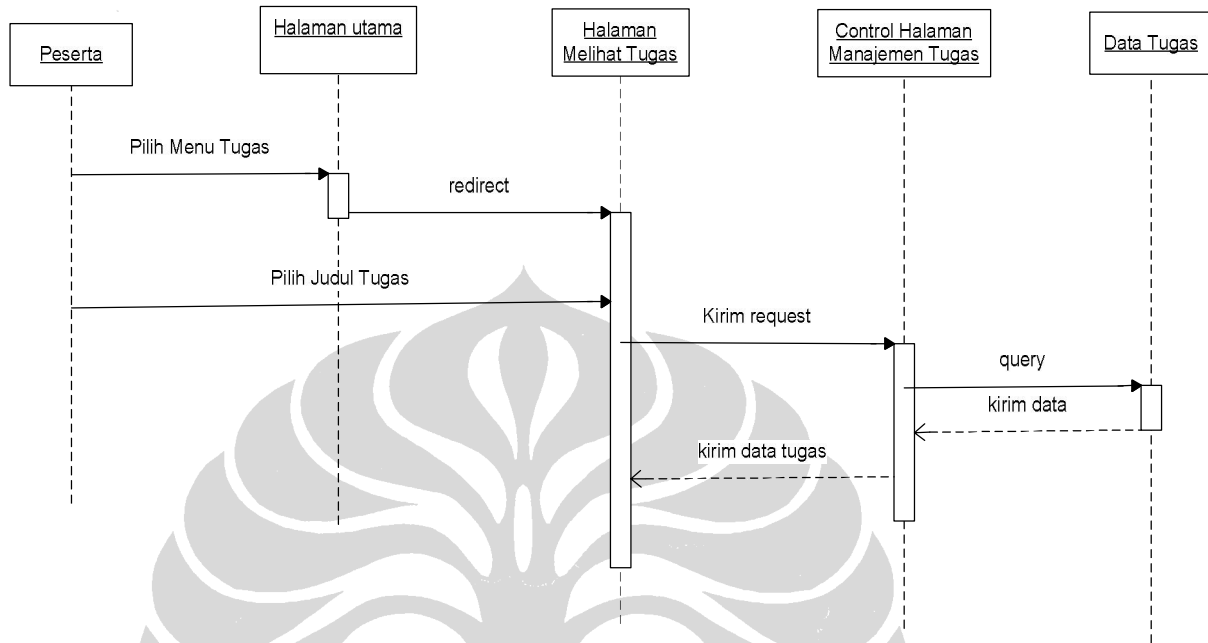 Peserta
Halaman utama
Halaman
Melihat Tugas
Control Halaman
Manajemen Tugas
Data Tugas
Pilih Menu Tugas
redirect
Pilih Judul Tugas
Kirim request
query
kirim data
kirim data tugas